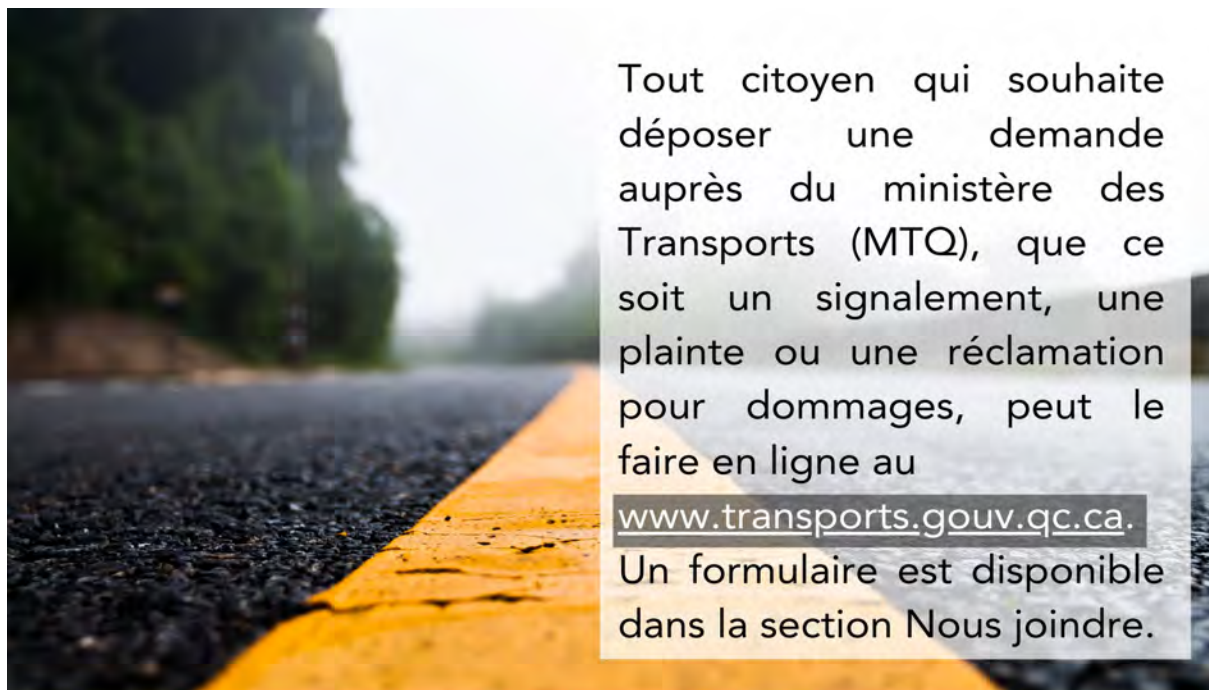 Tout citoyen qui souhaite
déposer une demande
auprès du ministère des
Transports (MTQ), que ce
soit un signalement, une
plainte ou une réclamation
pour dommages, peut le
faire en ligne au
www.transports.gouv.qc.ca.
Un formulaire est disponible
dans la section Nous joindre.